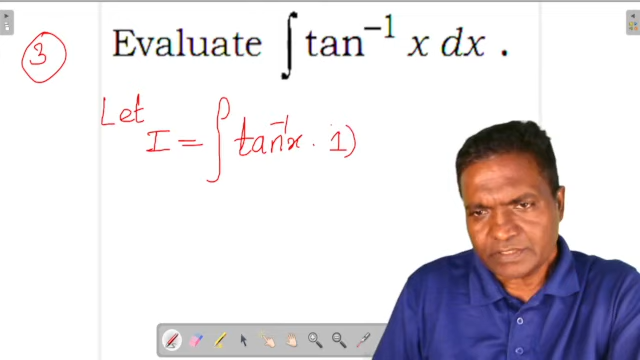 3
Evaluate ∫ tan⁻¹ x dx .
Let
I = ∫ tan⁻¹x . 1)